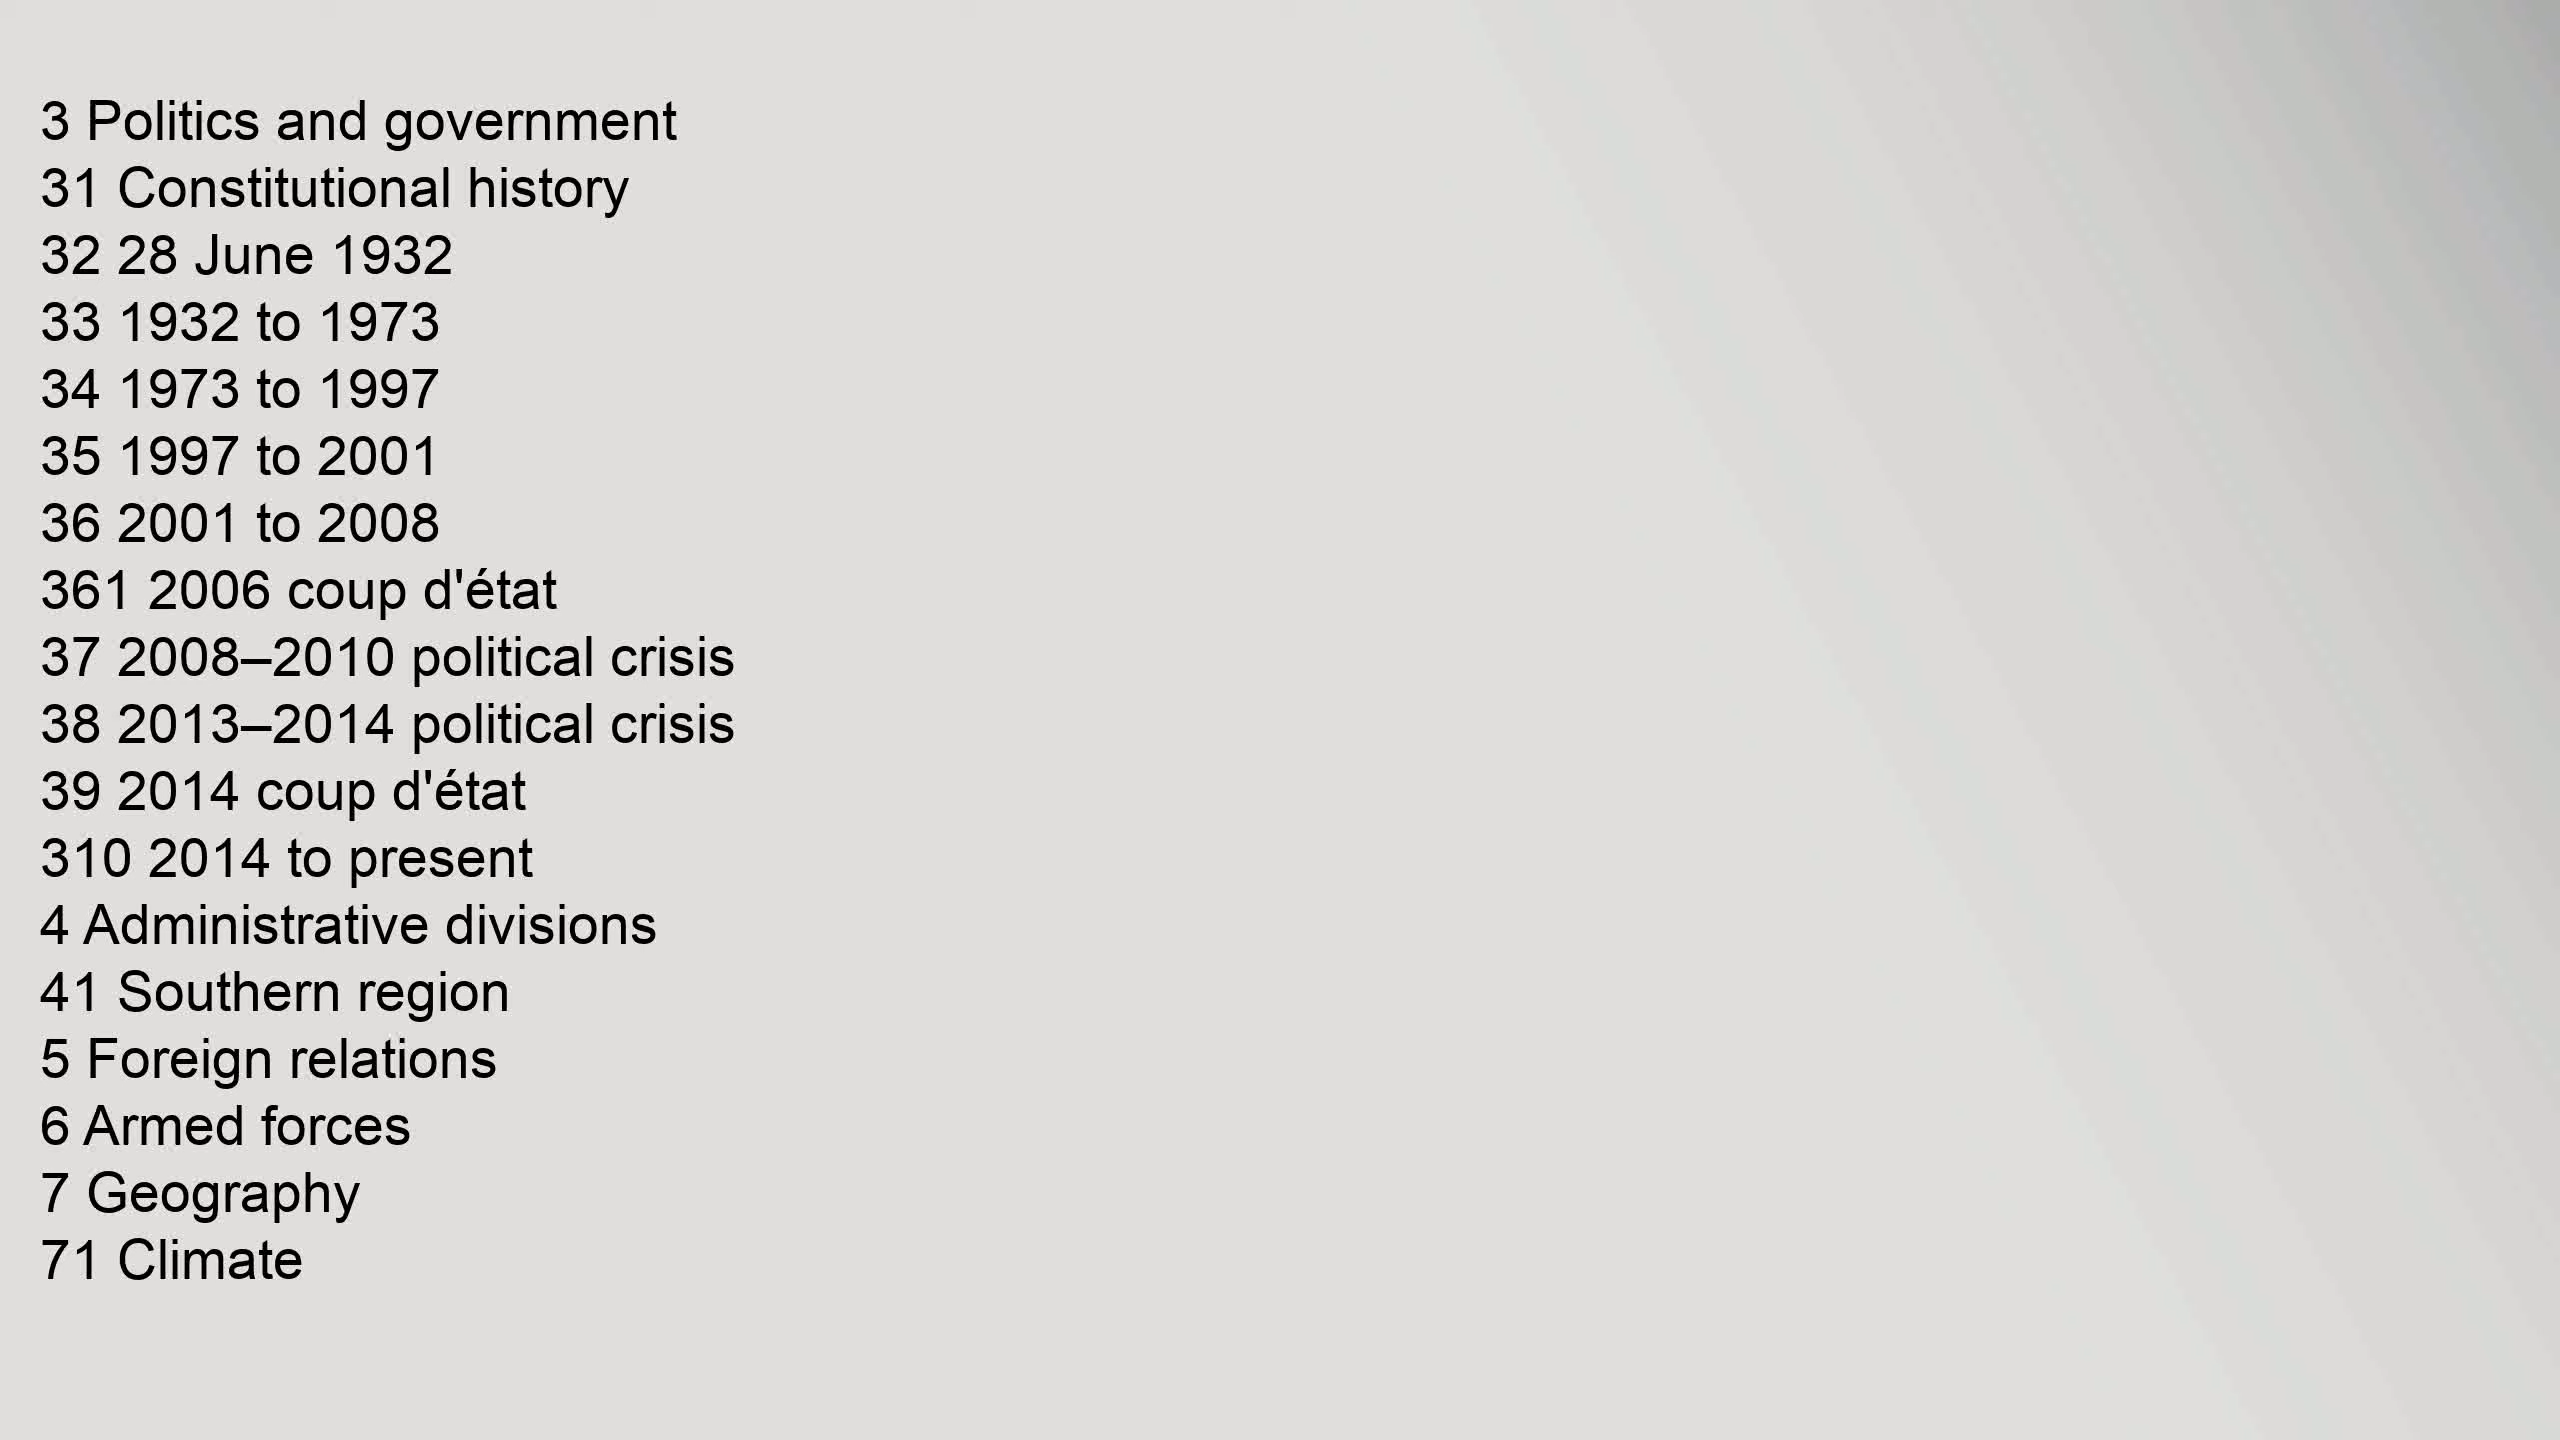 3 Politics and government
31 Constitutional history
32 28 June 1932
33 1932 to 1973
34 1973 to 1997
35 1997 to 2001
36 2001 to 2008
361 2006 coup d'état
37 2008–2010 political crisis
38 2013–2014 political crisis
39 2014 coup d'état
310 2014 to present
4 Administrative divisions
41 Southern region
5 Foreign relations
6 Armed forces
7 Geography
71 Climate